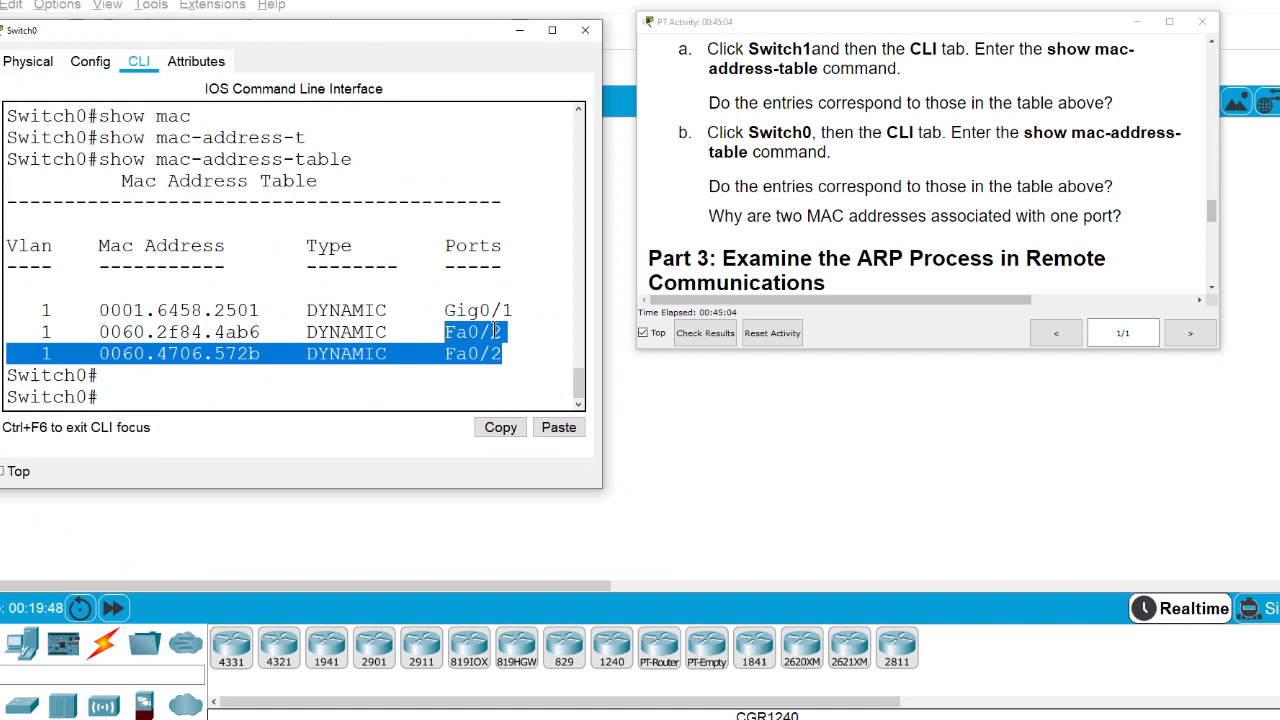 Edit Options View Tools Extensions Help
Switch0
Physical Config CLI Attributes
IOS Command Line Interface
Switch0#show mac
Switch0#show mac-address-t
Switch0#show mac-address-table
Mac Address Table
-------------------------------------------
Vlan Mac Address Type Ports
---- ----------- -------- -----
1 0001.6458.2501 DYNAMIC Gig0/1
1 0060.2f84.4ab6 DYNAMIC Fa0/2
1 0060.4706.572b DYNAMIC Fa0/2
Switch0#
Switch0#
Ctrl+F6 to exit CLI focus
Copy Paste
Top
PT Activity: 00:45:04
a. Click Switch1and then the CLI tab. Enter the show mac-
address-table command.
Do the entries correspond to those in the table above?
b. Click Switch0, then the CLI tab. Enter the show mac-address-
table command.
Do the entries correspond to those in the table above?
Why are two MAC addresses associated with one port?
Part 3: Examine the ARP Process in Remote
Communications
Time Elapsed: 00:45:04
Top Check Results Reset Activity < 1/1 >
: 00:19:48
Realtime
4331 4321 1941 2901 2911 819IOX 819HGW 829 1240 PT-Router PT-Empty 1841 2620XM 2621XM 2811
CGR1240